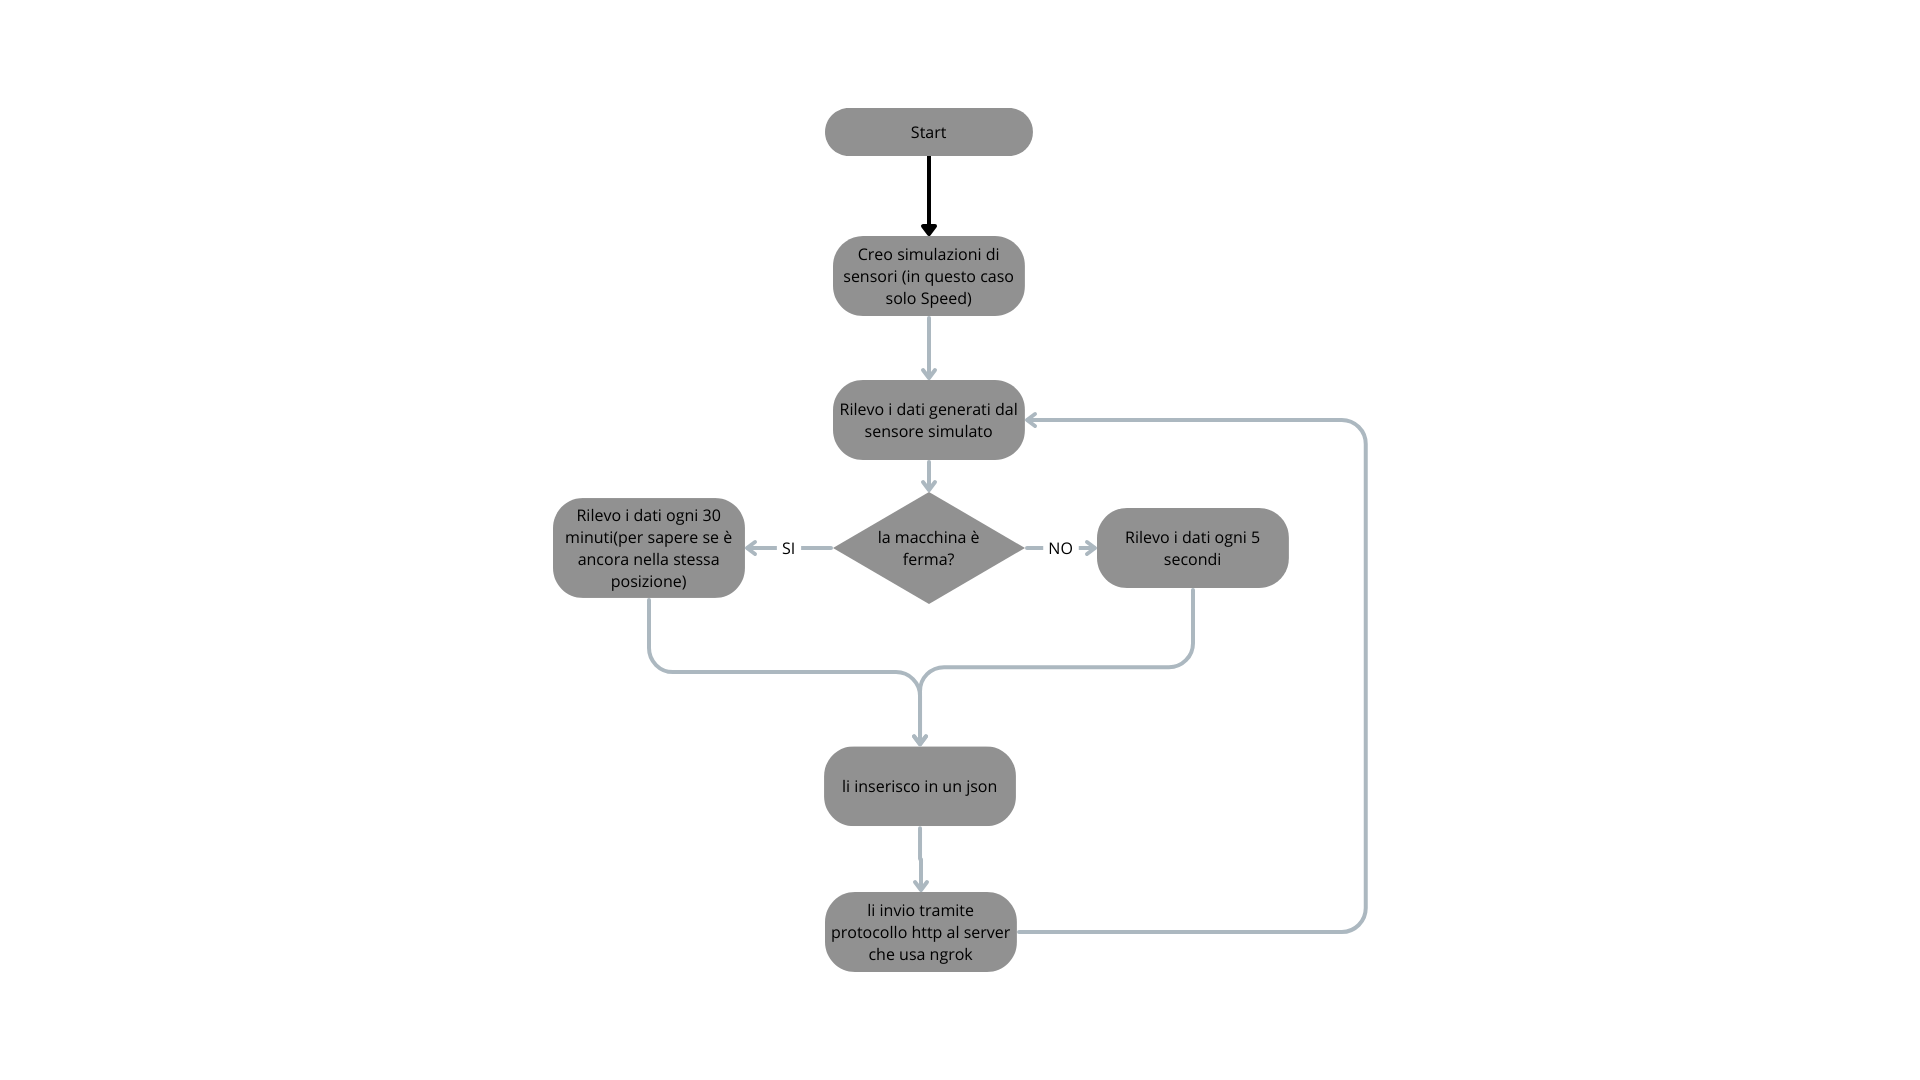 Start
Creo simulazioni di
sensori (in questo caso
solo Speed)
Rilevo i dati generati dal
sensore simulato
Rilevo i dati ogni 30
minuti(per sapere se è
ancora nella stessa
posizione)
SI
la macchina è
ferma?
NO
Rilevo i dati ogni 5
secondi
li inserisco in un json
li invio tramite
protocollo http al server
che usa ngrok